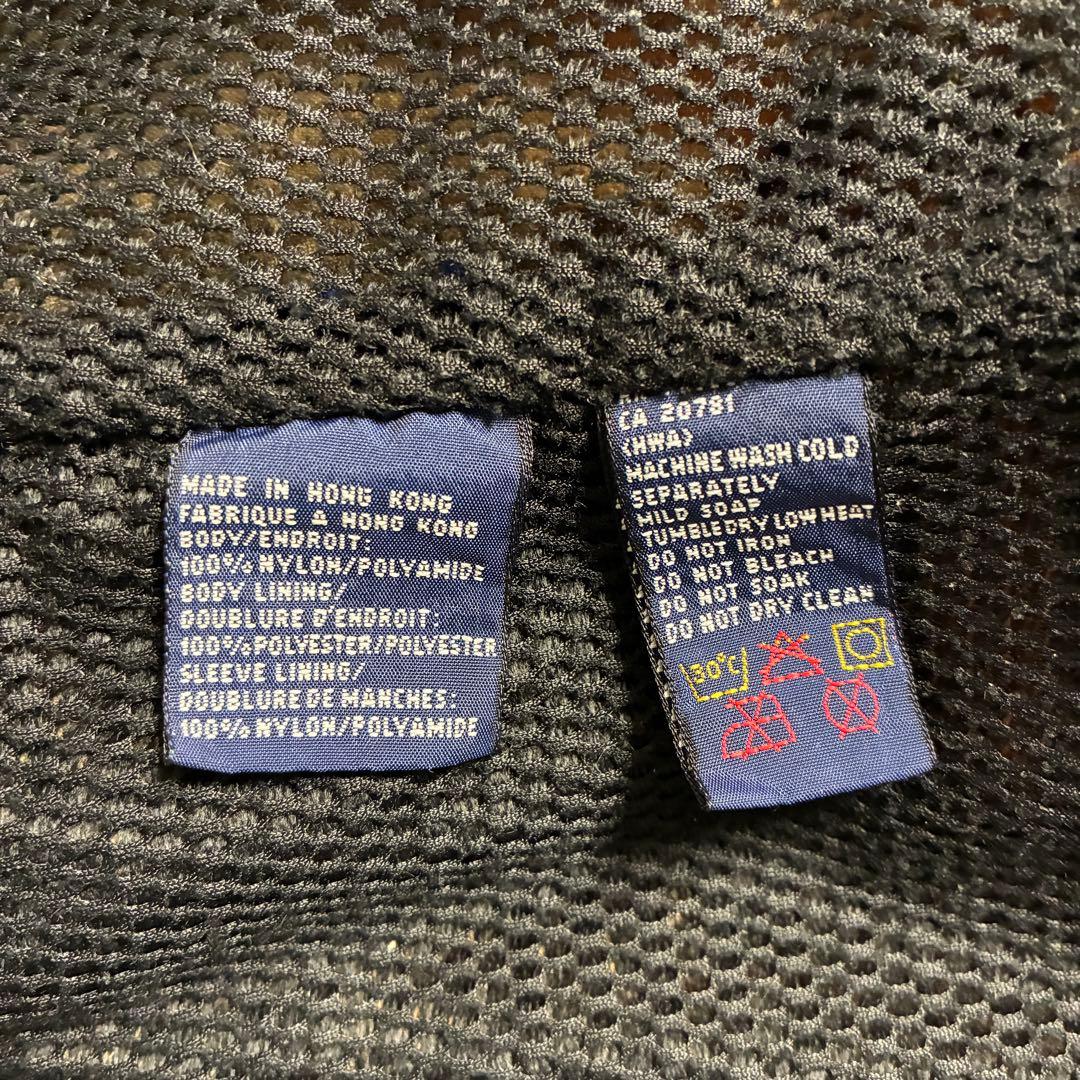 MADE IN HONG KONG
FABRIQUE A HONG KONG
BODY/ENDROIT:
100% NYLON/POLYAMIDE
BODY LINING/
DOUBLURE D'ENDROIT:
100% POLYESTER/POLYESTER
SLEEVE LINING/
DOUBLURE DE MANCHES:
100% NYLON/POLYAMIDE
CA 20781
(HWA)
MACHINE WASH COLD
SEPARATELY
MILD SOAP
TUMBLEDRY LOW HEAT
DO NOT IRON
DO NOT BLEACH
DO NOT SOAK
DO NOT DRY CLEAN
30°C